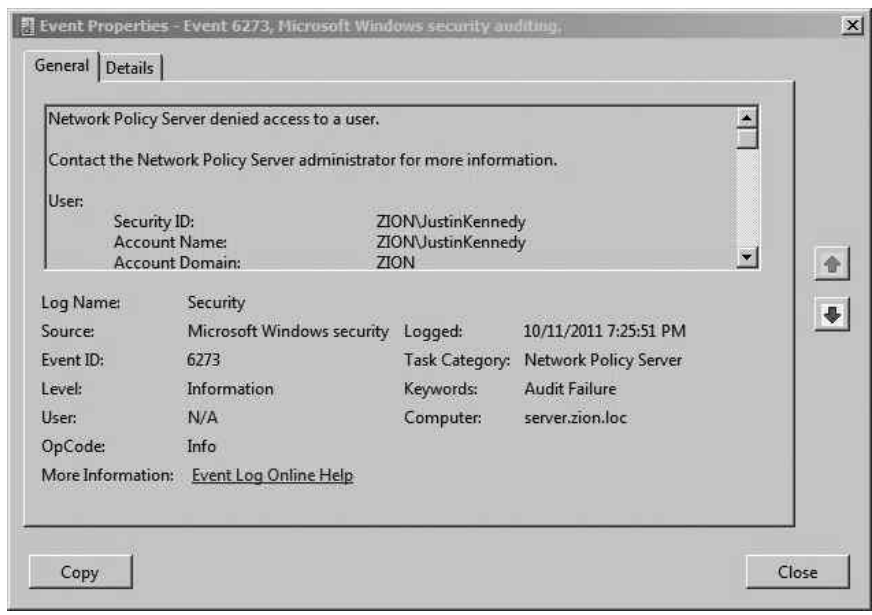 Event Properties - Event 6273, Microsoft Windows security auditing.
General Details
Network Policy Server denied access to a user.
Contact the Network Policy Server administrator for more information.
User:
Security ID: ZION\JustinKennedy
Account Name: ZION\JustinKennedy
Account Domain: ZION
Log Name: Security
Source: Microsoft Windows security Logged: 10/11/2011 7:25:51 PM
Event ID: 6273 Task Category: Network Policy Server
Level: Information Keywords: Audit Failure
User: N/A Computer: server.zion.loc
OpCode: Info
More Information: Event Log Online Help
Copy Close